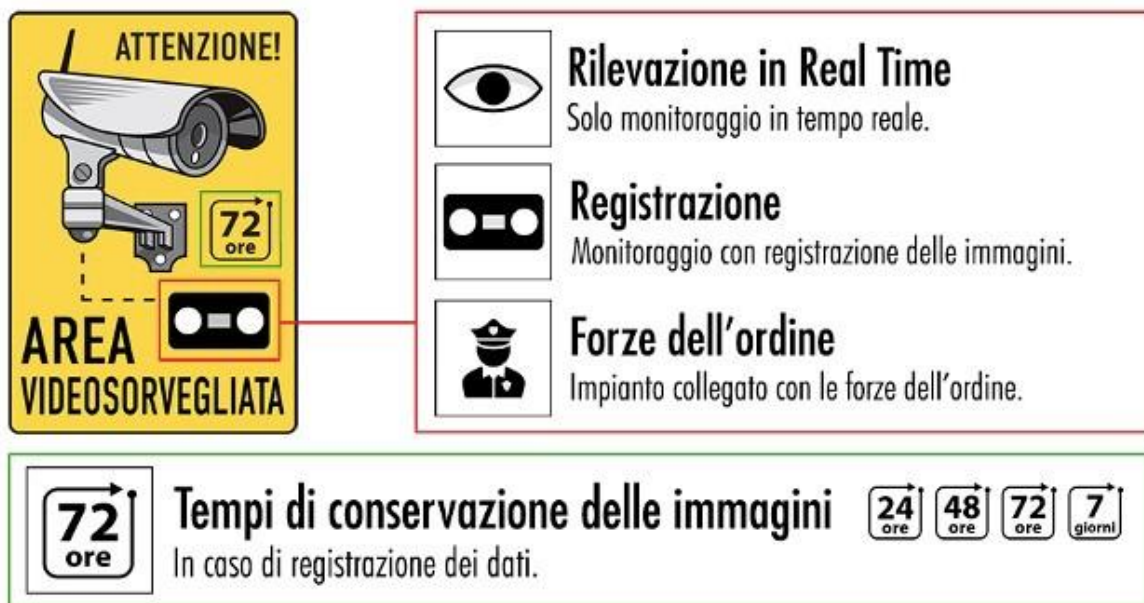 ATTENZIONE!
72
ore
AREA
VIDEOSORVEGLIATA
Rilevazione in Real Time
Solo monitoraggio in tempo reale.
Registrazione
Monitoraggio con registrazione delle immagini.
Forze dell'ordine
Impianto collegato con le forze dell'ordine.
72
ore
Tempi di conservazione delle immagini
In caso di registrazione dei dati.
24
ore
48
ore
72
ore
7
giorni